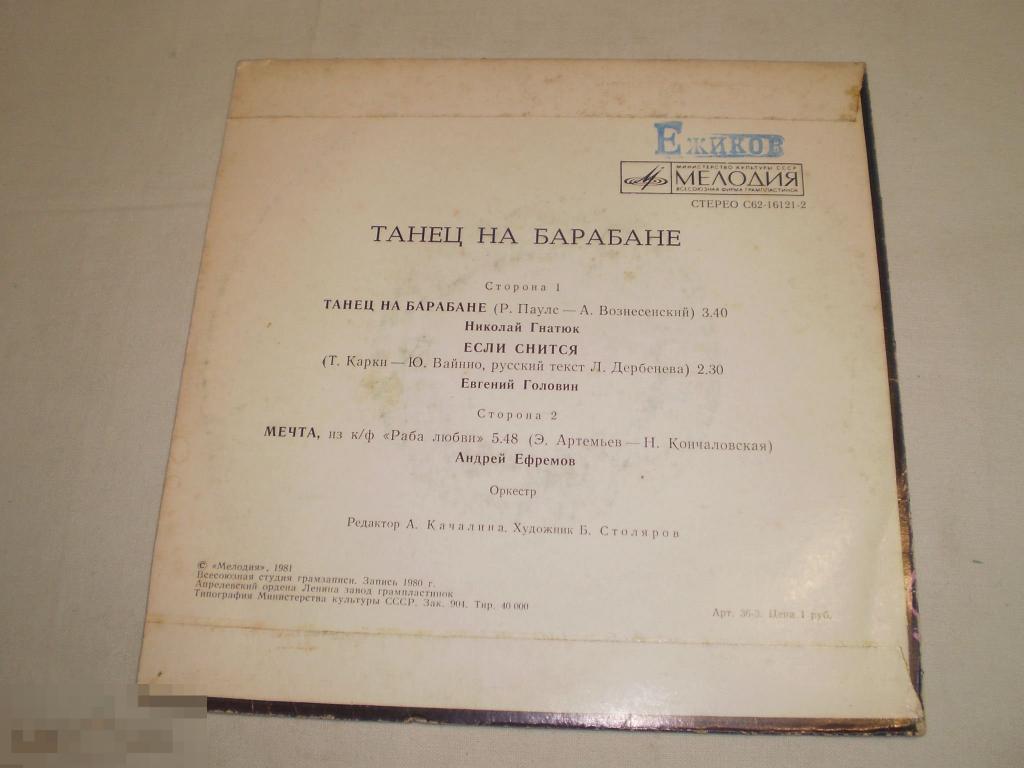 Ежиков
МИНИСТЕРСТВО КУЛЬТУРЫ СССР
МЕЛОДИЯ
ВСЕСОЮЗНАЯ ФИРМА ГРАМПЛАСТИНОК
СТЕРЕО С62-16121-2
ТАНЕЦ НА БАРАБАНЕ
Сторона 1
ТАНЕЦ НА БАРАБАНЕ (Р. Паулс — А. Вознесенский) 3.40
Николай Гнатюк
ЕСЛИ СНИТСЯ
(Т. Карки — Ю. Вайнио, русский текст Л. Дербенева) 2.30
Евгений Головин
Сторона 2
МЕЧТА, из к/ф «Раба любви» 5.48 (Э. Артемьев — Н. Кончаловская)
Андрей Ефремов
Оркестр
Редактор А. Качалина. Художник Б. Столяров
© «Мелодия», 1981
Всесоюзная студия грамзаписи. Запись 1980 г.
Апрелевский ордена Ленина завод грампластинок
Типография Министерства культуры СССР. Зак. 904. Тир. 40 000
Арт. 36-3. Цена 1 руб.